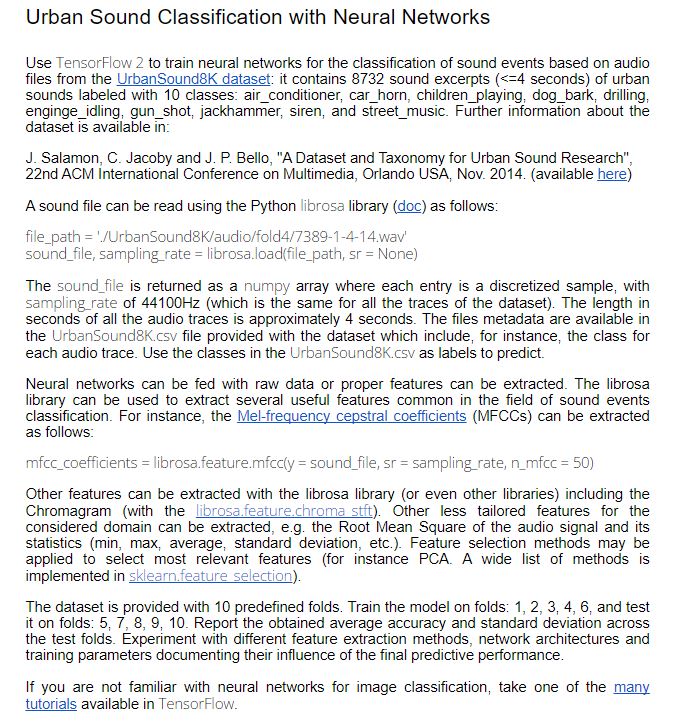 Urban Sound Classification with Neural Networks
Use TensorFlow 2 to train neural networks for the classification of sound events based on audio
files from the UrbanSound8K dataset: it contains 8732 sound excerpts (<=4 seconds) of urban
sounds labeled with 10 classes: air_conditioner, car_horn, children_playing, dog_bark, drilling,
enginge_idling, gun_shot, jackhammer, siren, and street_music. Further information about the
dataset is available in:
J. Salamon, C. Jacoby and J. P. Bello, "A Dataset and Taxonomy for Urban Sound Research",
22nd ACM International Conference on Multimedia, Orlando USA, Nov. 2014. (available here)
A sound file can be read using the Python librosa library (doc) as follows:
file_path = './UrbanSound8K/audio/fold4/7389-1-4-14.wav'
sound_file, sampling_rate = librosa.load(file_path, sr = None)
The sound_file is returned as a numpy array where each entry is a discretized sample, with
sampling_rate of 44100Hz (which is the same for all the traces of the dataset). The length in
seconds of all the audio traces is approximately 4 seconds. The files metadata are available in
the UrbanSound8K.csv file provided with the dataset which include, for instance, the class for
each audio trace. Use the classes in the UrbanSound8K.csv as labels to predict.
Neural networks can be fed with raw data or proper features can be extracted. The librosa
library can be used to extract several useful features common in the field of sound events
classification. For instance, the Mel-frequency cepstral coefficients (MFCCs) can be extracted
as follows:
mfcc_coefficients = librosa.feature.mfcc(y = sound_file, sr = sampling_rate, n_mfcc = 50)
Other features can be extracted with the librosa library (or even other libraries) including the
Chromagram (with the librosa.feature.chroma_stft). Other less tailored features for the
considered domain can be extracted, e.g. the Root Mean Square of the audio signal and its
statistics (min, max, average, standard deviation, etc.). Feature selection methods may be
applied to select most relevant features (for instance PCA. A wide list of methods is
implemented in sklearn.feature_selection).
The dataset is provided with 10 predefined folds. Train the model on folds: 1, 2, 3, 4, 6, and test
it on folds: 5, 7, 8, 9, 10. Report the obtained average accuracy and standard deviation across
the test folds. Experiment with different feature extraction methods, network architectures and
training parameters documenting their influence of the final predictive performance.
If you are not familiar with neural networks for image classification, take one of the many
tutorials available in TensorFlow.